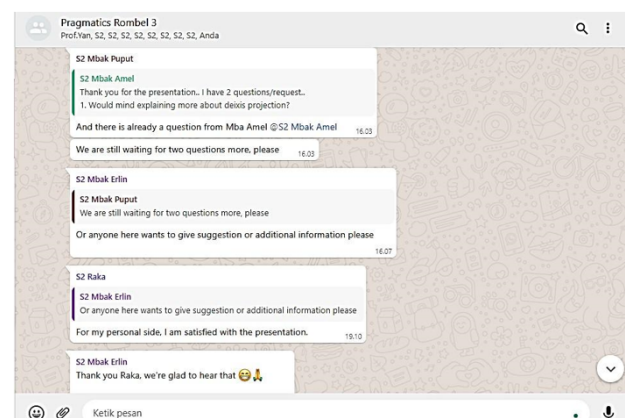 Pragmatics Rombel 3
Prof.Yan, S2, S2, S2, S2, S2, S2, S2, S2, Anda
S2 Mbak Puput
S2 Mbak Amel
Thank you for the presentation.. I have 2 questions/request..
1. Would mind explaining more about deixis projection?
And there is already a question from Mba Amel @S2 Mbak Amel
16.03
We are still waiting for two questions more, please
16.03
S2 Mbak Erlin
S2 Mbak Puput
We are still waiting for two questions more, please
Or anyone here wants to give suggestion or additional information please
16.07
S2 Raka
S2 Mbak Erlin
Or anyone here wants to give suggestion or additional information please
For my personal side, I am satisfied with the presentation.
19.10
S2 Mbak Erlin
Thank you Raka, we're glad to hear that 😁🙏
Ketik pesan